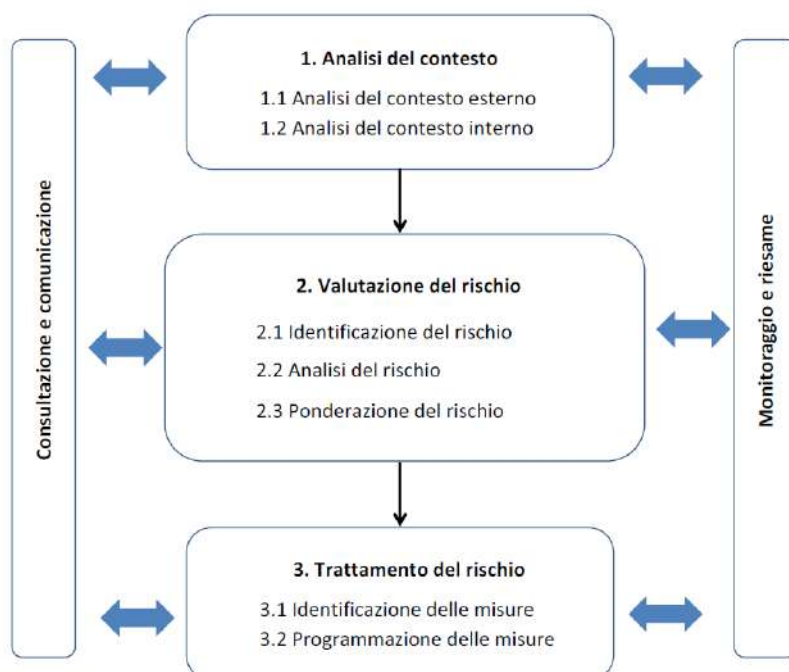 Consultazione e comunicazione
1. Analisi del contesto
1.1 Analisi del contesto esterno
1.2 Analisi del contesto interno
2. Valutazione del rischio
2.1 Identificazione del rischio
2.2 Analisi del rischio
2.3 Ponderazione del rischio
3. Trattamento del rischio
3.1 Identificazione delle misure
3.2 Programmazione delle misure
Monitoraggio e riesame